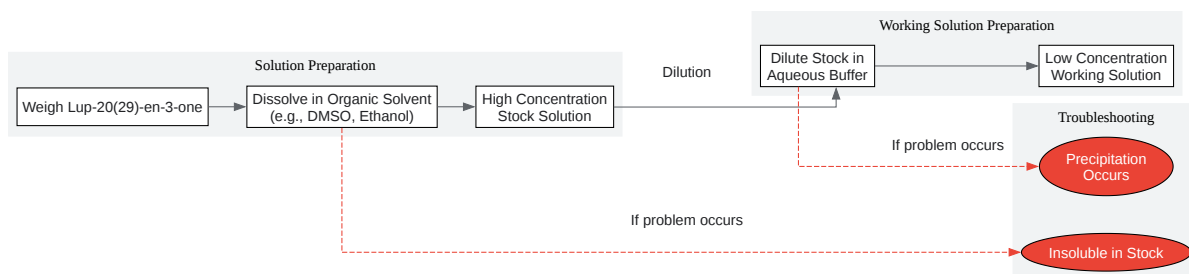 Working Solution Preparation
Solution Preparation
Dilution
Dilute Stock in
Aqueous Buffer
Low Concentration
Working Solution
Weigh Lup-20(29)-en-3-one
Dissolve in Organic Solvent
(e.g., DMSO, Ethanol)
High Concentration
Stock Solution
Troubleshooting
If problem occurs
Precipitation
Occurs
If problem occurs
Insoluble in Stock